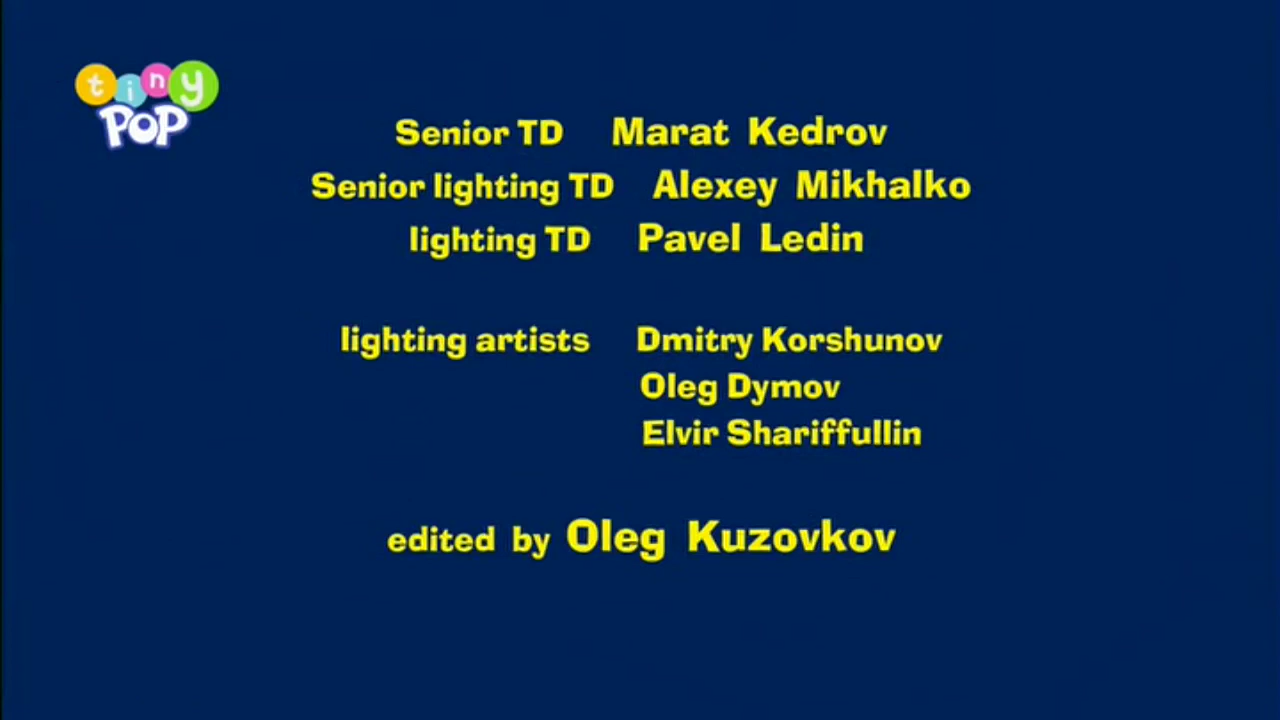 tiny
POP
Senior TD Marat Kedrov
Senior lighting TD Alexey Mikhalko
lighting TD Pavel Ledin
lighting artists Dmitry Korshunov
Oleg Dymov
Elvir Shariffullin
edited by Oleg Kuzovkov